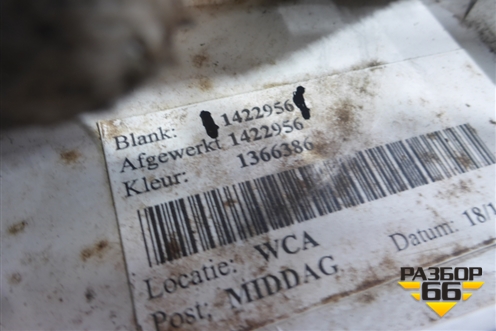 Blank: 1422956
Afgewerkt 1422956
Kleur: 1366386
Locatie: WCA
Post; MIDDAG
Datum: 18/1
РАЗБОР
66